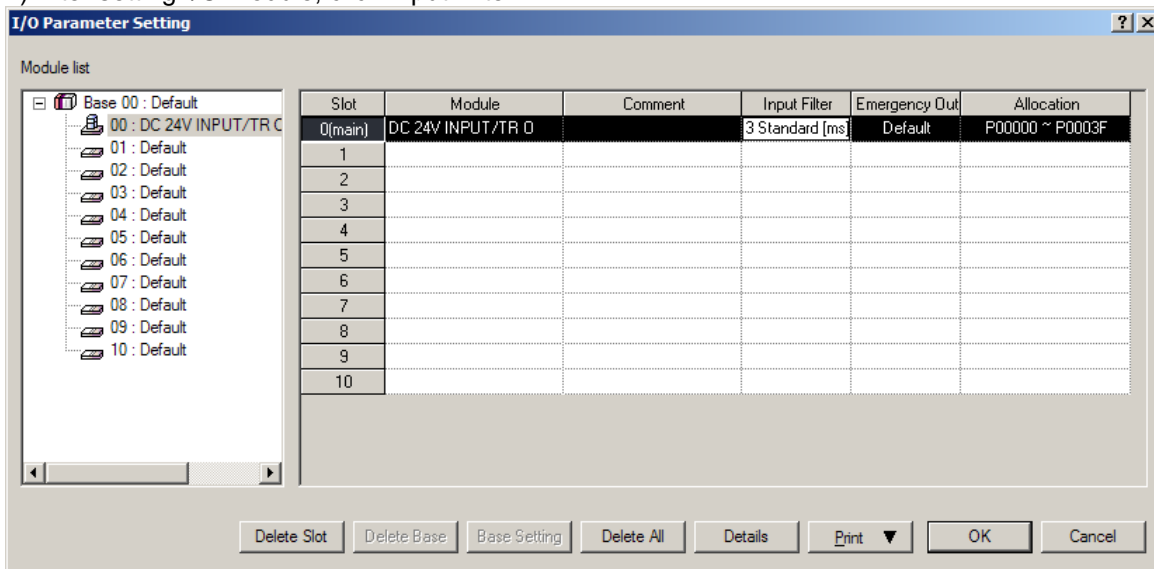 I/O Parameter Setting
Module list
Base 00 : Default
00 : DC 24V INPUT/TR O
01 : Default
02 : Default
03 : Default
04 : Default
05 : Default
06 : Default
07 : Default
08 : Default
09 : Default
10 : Default
Slot Module Comment Input Filter Emergency Out Allocation
0(main) DC 24V INPUT/TR O 3 Standard [ms] Default P00000 ~ P0003F
1
2
3
4
5
6
7
8
9
10
Delete Slot Delete Base Base Setting Delete All Details Print ▼ OK Cancel